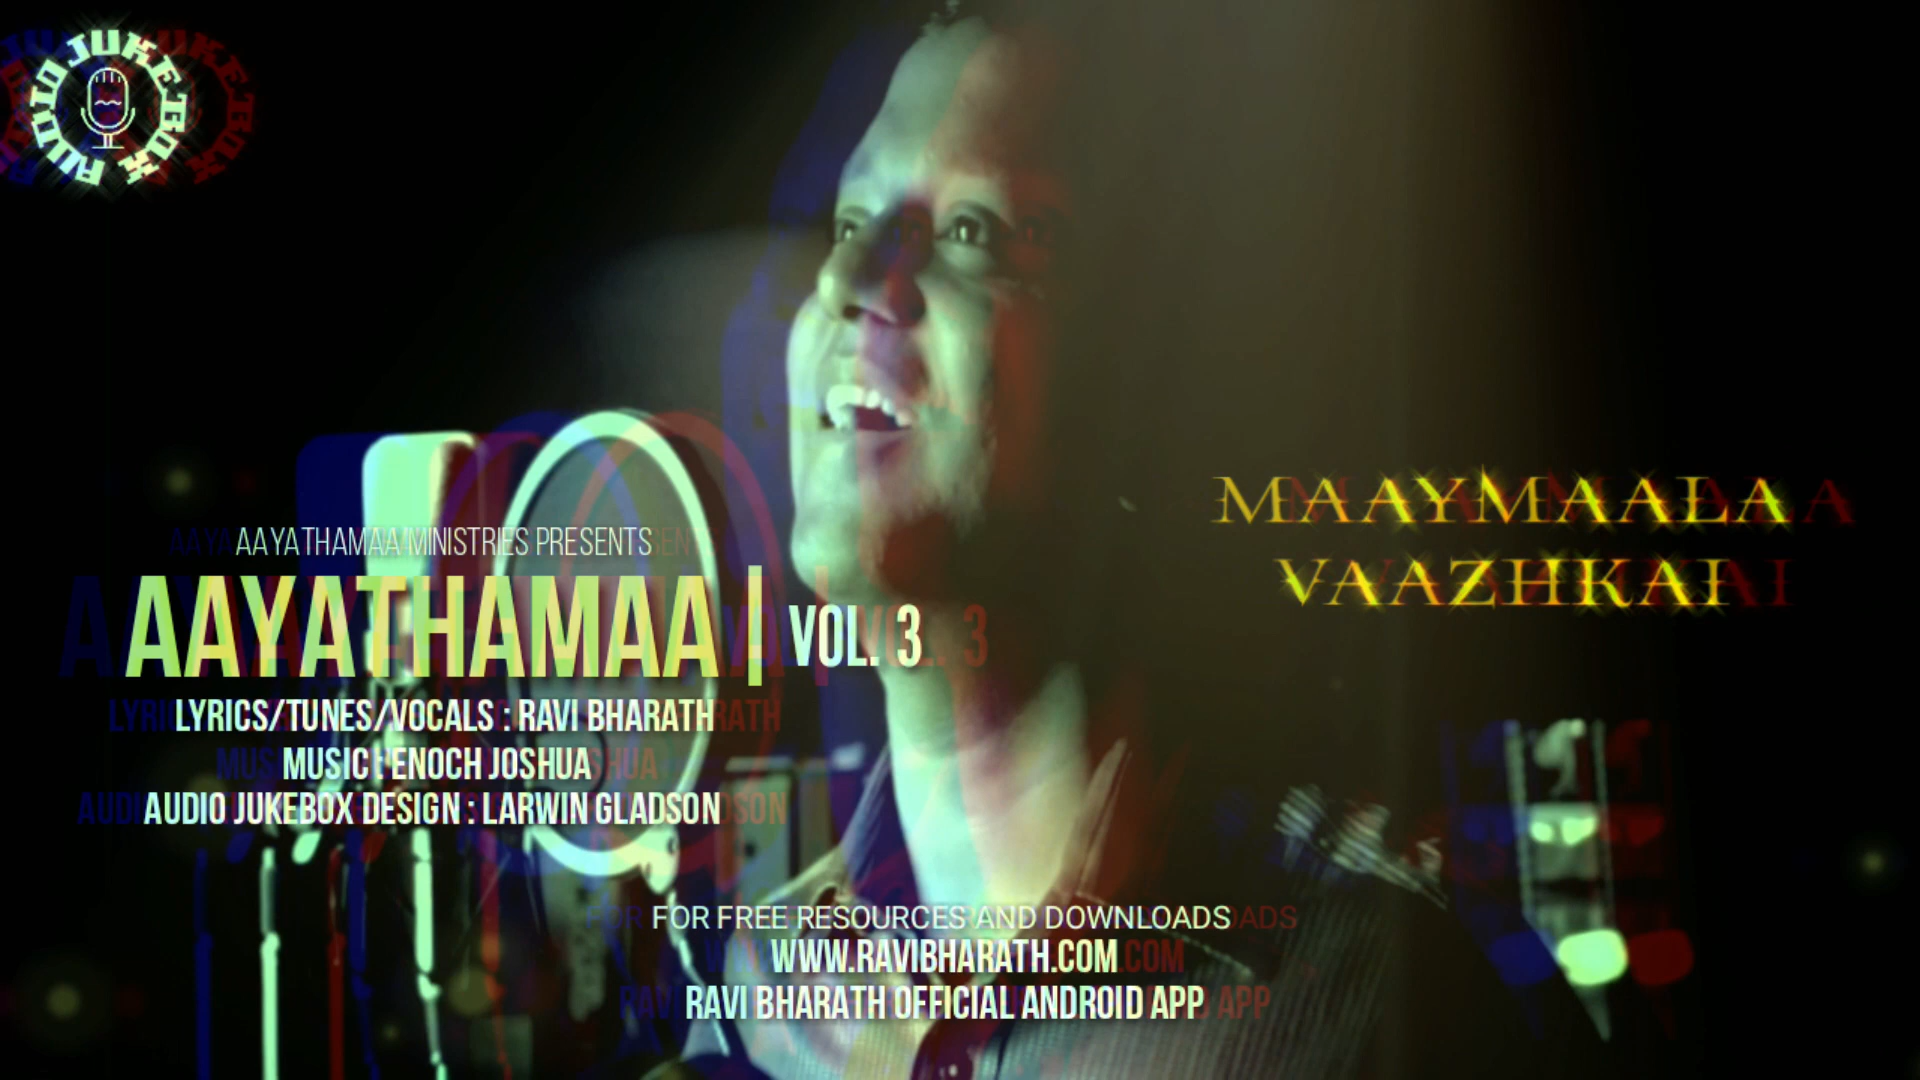 AUDIO JUKEBOX
AAYATHAMAA MINISTRIES PRESENTS
AAYATHAMAA | VOL. 3
LYRICS/TUNES/VOCALS : RAVI BHARATH
MUSIC : ENOCH JOSHUA
AUDIO JUKEBOX DESIGN : LARWIN GLADSON
MAAYMAALA
VAAZHKAI
FOR FREE RESOURCES AND DOWNLOADS
WWW.RAVIBHARATH.COM
RAVI BHARATH OFFICIAL ANDROID APP